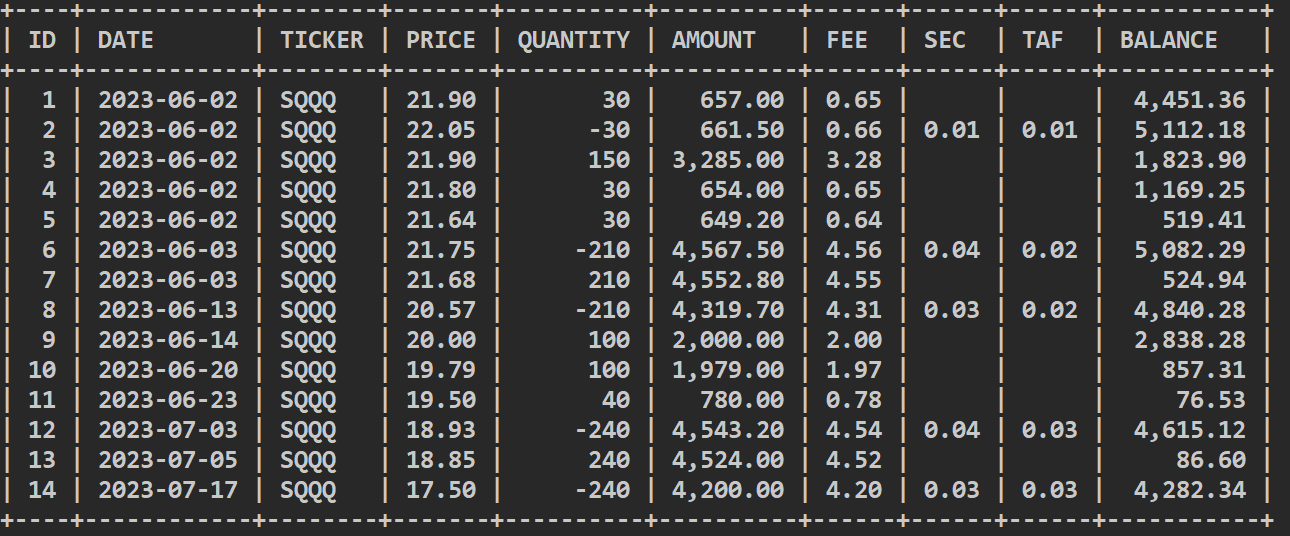 +----+------------+--------+-------+----------+----------+------+------+------+-----------+
| ID | DATE       | TICKER | PRICE | QUANTITY | AMOUNT   | FEE  | SEC  | TAF  | BALANCE   |
+----+------------+--------+-------+----------+----------+------+------+------+-----------+
|  1 | 2023-06-02 | SQQQ   | 21.90 |       30 |   657.00 | 0.65 |      |      |  4,451.36 |
|  2 | 2023-06-02 | SQQQ   | 22.05 |      -30 |   661.50 | 0.66 | 0.01 | 0.01 |  5,112.18 |
|  3 | 2023-06-02 | SQQQ   | 21.90 |      150 | 3,285.00 | 3.28 |      |      |  1,823.90 |
|  4 | 2023-06-02 | SQQQ   | 21.80 |       30 |   654.00 | 0.65 |      |      |  1,169.25 |
|  5 | 2023-06-02 | SQQQ   | 21.64 |       30 |   649.20 | 0.64 |      |      |    519.41 |
|  6 | 2023-06-03 | SQQQ   | 21.75 |     -210 | 4,567.50 | 4.56 | 0.04 | 0.02 |  5,082.29 |
|  7 | 2023-06-03 | SQQQ   | 21.68 |      210 | 4,552.80 | 4.55 |      |      |    524.94 |
|  8 | 2023-06-13 | SQQQ   | 20.57 |     -210 | 4,319.70 | 4.31 | 0.03 | 0.02 |  4,840.28 |
|  9 | 2023-06-14 | SQQQ   | 20.00 |      100 | 2,000.00 | 2.00 |      |      |  2,838.28 |
| 10 | 2023-06-20 | SQQQ   | 19.79 |      100 | 1,979.00 | 1.97 |      |      |    857.31 |
| 11 | 2023-06-23 | SQQQ   | 19.50 |       40 |   780.00 | 0.78 |      |      |     76.53 |
| 12 | 2023-07-03 | SQQQ   | 18.93 |     -240 | 4,543.20 | 4.54 | 0.04 | 0.03 |  4,615.12 |
| 13 | 2023-07-05 | SQQQ   | 18.85 |      240 | 4,524.00 | 4.52 |      |      |     86.60 |
| 14 | 2023-07-17 | SQQQ   | 17.50 |     -240 | 4,200.00 | 4.20 | 0.03 | 0.03 |  4,282.34 |
+----+------------+--------+-------+----------+----------+------+------+------+-----------+